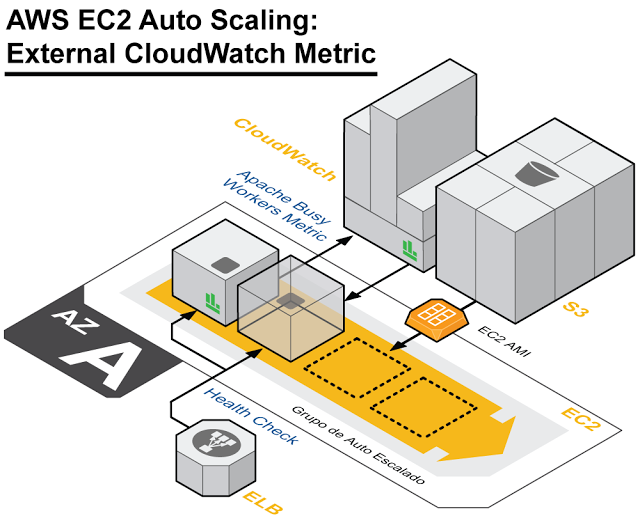 AWS EC2 Auto Scaling:
External CloudWatch Metric
CloudWatch
Apache Busy
Workers Metric
S3
AZ
A
EC2 AMI
EC2
Health Check
Grupo de Auto Escalado
ELB